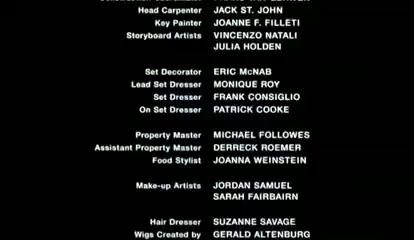 Head Carpenter JACK ST. JOHN
Key Painter JOANNE F. FILLETI
Storyboard Artists VINCENZO NATALI
JULIA HOLDEN
Set Decorator ERIC McNAB
Lead Set Dresser MONIQUE ROY
Set Dresser FRANK CONSIGLIO
On Set Dresser PATRICK COOKE
Property Master MICHAEL FOLLOWES
Assistant Property Master DERRECK ROEMER
Food Stylist JOANNA WEINSTEIN
Make-up Artists JORDAN SAMUEL
SARAH FAIRBAIRN
Hair Dresser SUZANNE SAVAGE
Wigs Created by GERALD ALTENBURG